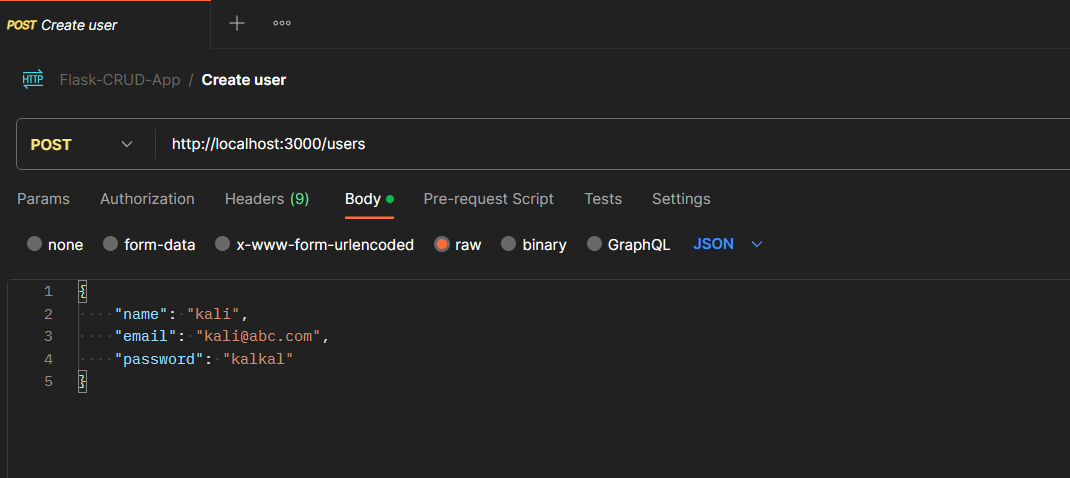 POST Create user
HTTP Flask-CRUD-App / Create user
POST http://localhost:3000/users
Params Authorization Headers (9) Body Pre-request Script Tests Settings
none form-data x-www-form-urlencoded raw binary GraphQL JSON
1 {
2 "name": "kali",
3 "email": "kali@abc.com",
4 "password": "kalkal"
5 }